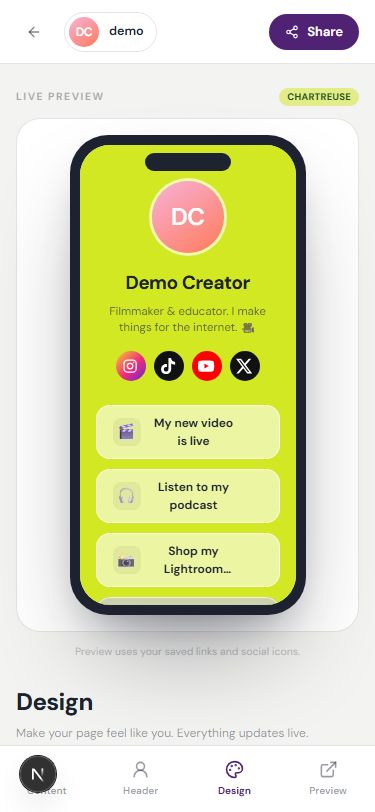 DC
demo
Share
LIVE PREVIEW
CHARTREUSE
DC
Demo Creator
Filmmaker & educator. I make
things for the internet.
My new video
is live
Listen to my
podcast
Shop my
Lightroom...
Preview uses your saved links and social icons.
Design
Make your page feel like you. Everything updates live.
N
Header
Design
Preview